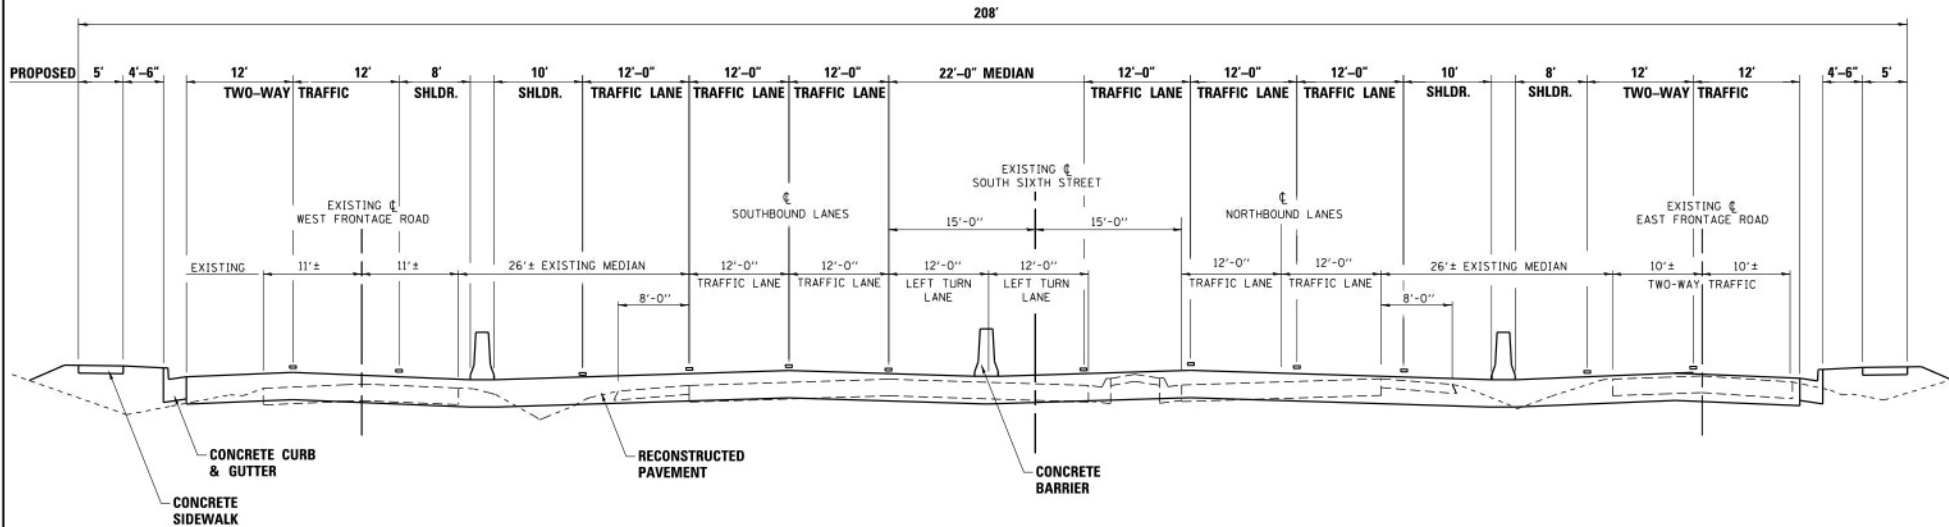 208'
PROPOSED 5' 4'-6" 12' 12' 8' 10' 12'-0" 12'-0" 12'-0" 22'-0" MEDIAN 12'-0" 12'-0" 12'-0" 10' 8' 12' 12' 4'-6" 5'
TWO-WAY TRAFFIC SHLDR. SHLDR. TRAFFIC LANE TRAFFIC LANE TRAFFIC LANE TRAFFIC LANE TRAFFIC LANE TRAFFIC LANE SHLDR. SHLDR. TWO-WAY TRAFFIC
EXISTING ℄
SOUTH SIXTH STREET
EXISTING ℄
WEST FRONTAGE ROAD
℄
SOUTHBOUND LANES
℄
NORTHBOUND LANES
EXISTING ℄
EAST FRONTAGE ROAD
15'-0" 15'-0"
EXISTING 11'± 11'± 26'± EXISTING MEDIAN 12'-0" 12'-0" 12'-0" 12'-0" 12'-0" 12'-0" 26'± EXISTING MEDIAN 10'± 10'±
TRAFFIC LANE TRAFFIC LANE LEFT TURN LEFT TURN TRAFFIC LANE TRAFFIC LANE TWO-WAY TRAFFIC
LANE LANE
8'-0" 8'-0"
CONCRETE CURB
& GUTTER
RECONSTRUCTED
PAVEMENT
CONCRETE
BARRIER
CONCRETE
SIDEWALK